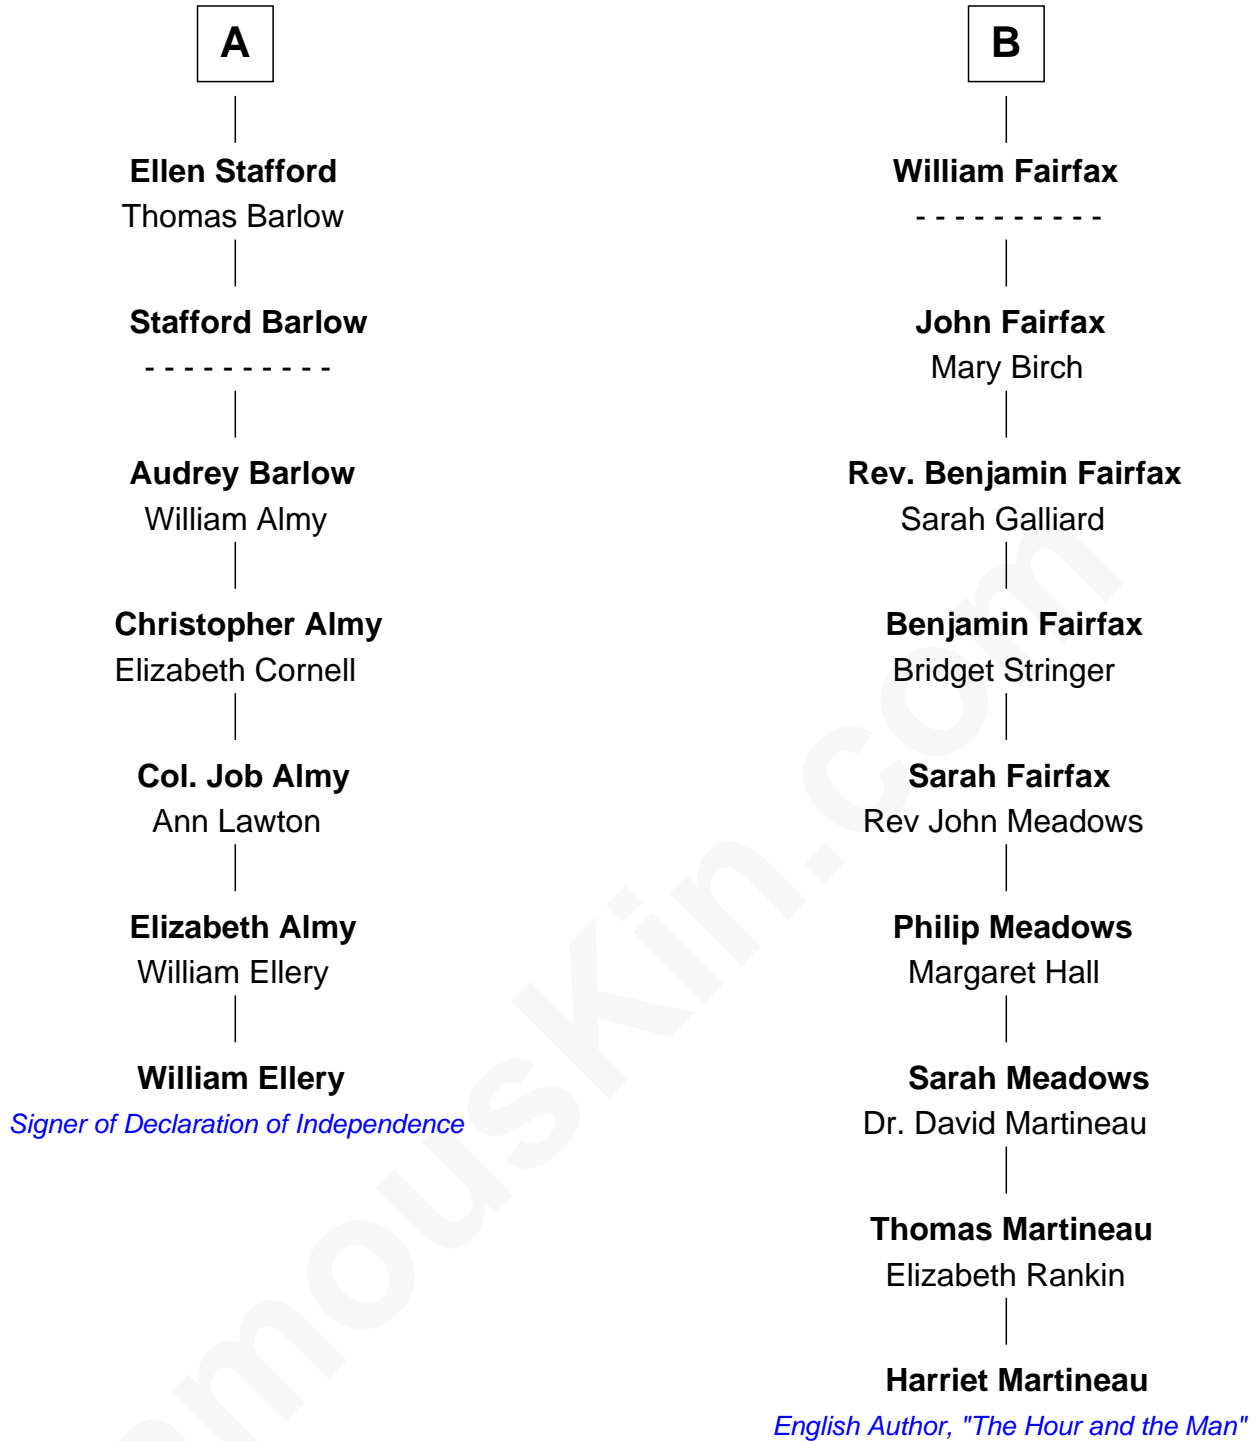 A
Ellen Stafford
Thomas Barlow
Stafford Barlow
- - - - - - - - - -
Audrey Barlow
William Almy
Christopher Almy
Elizabeth Cornell
Col. Job Almy
Ann Lawton
Elizabeth Almy
William Ellery
William Ellery
Signer of Declaration of Independence
B
William Fairfax
- - - - - - - - - -
John Fairfax
Mary Birch
Rev. Benjamin Fairfax
Sarah Galliard
Benjamin Fairfax
Bridget Stringer
Sarah Fairfax
Rev John Meadows
Philip Meadows
Margaret Hall
Sarah Meadows
Dr. David Martineau
Thomas Martineau
Elizabeth Rankin
Harriet Martineau
English Author, "The Hour and the Man"
amouskin.com